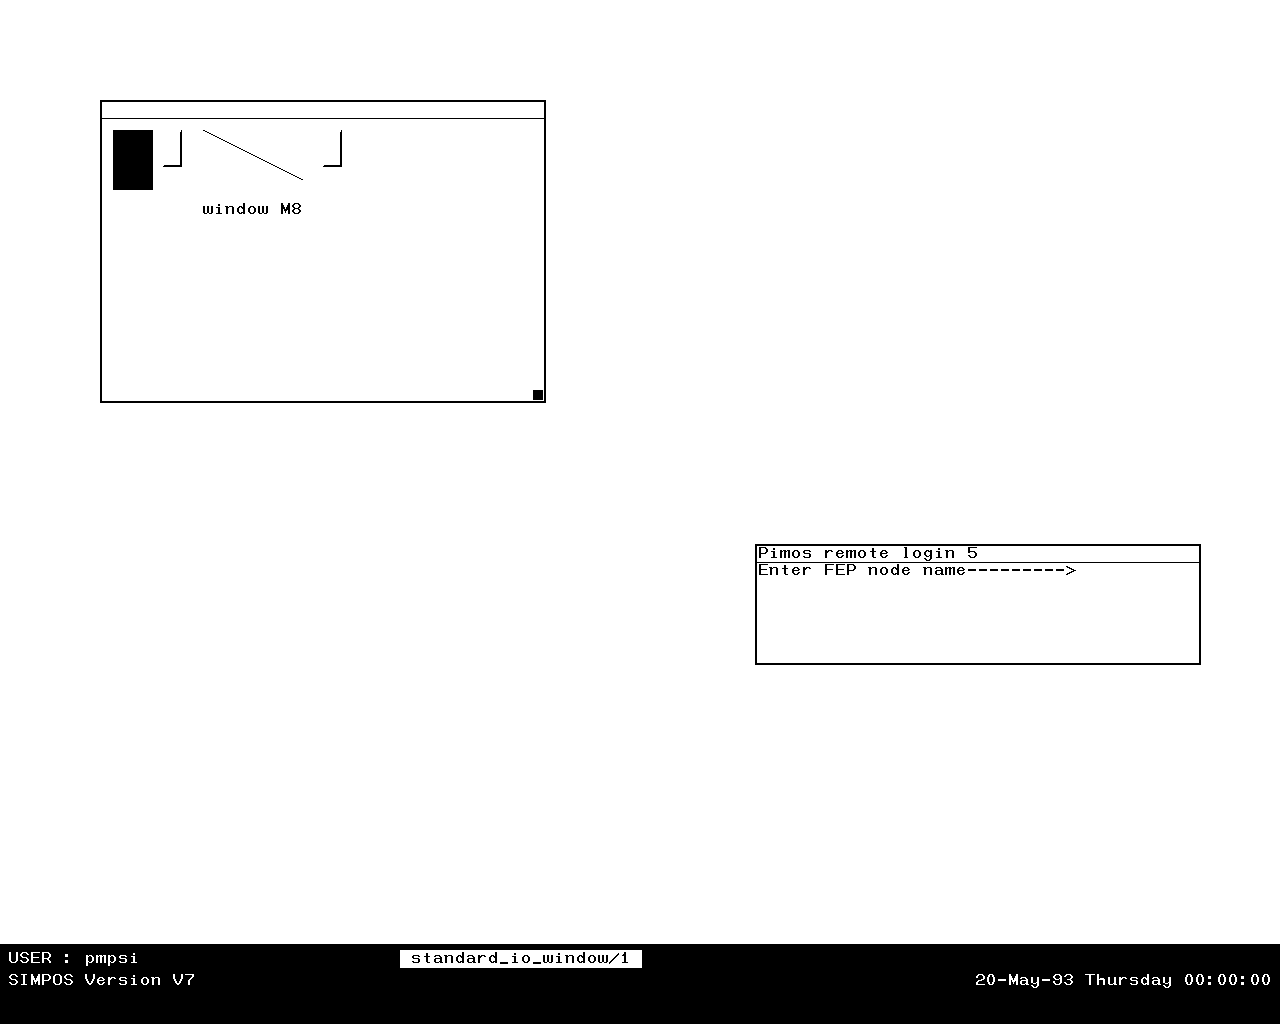 window M8
Pimos remote login 5
Enter FEP node name--------->
USER : pmpsi
standard_io_window/1
SIMPOS Version V7
20-May-93 Thursday 00:00:00